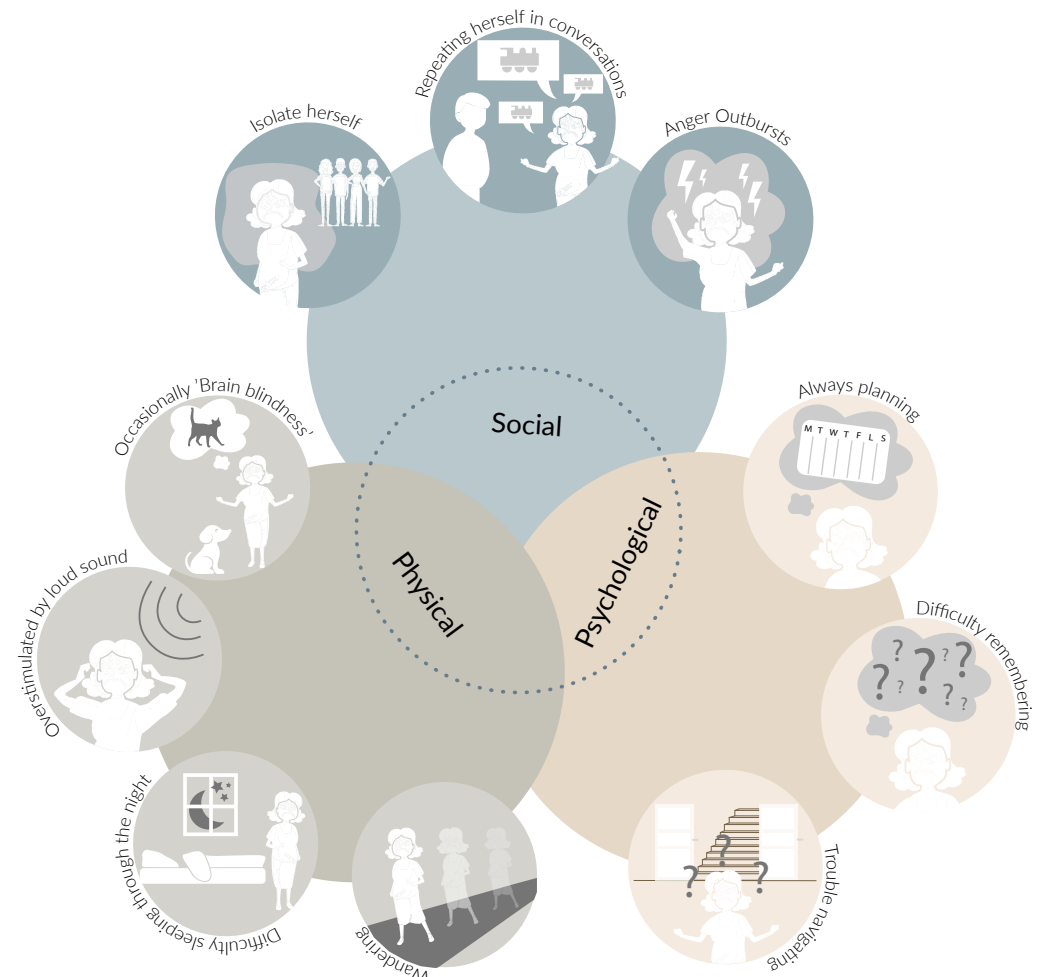 Repeating herself in conversations
Isolate herself
Anger Outbursts
Occasionally 'Brain blindness'
Always planning
M T W T F L S
Social
Overstimulated by loud sound
Physical
Psychological
Difficulty remembering
? ? ? ? ? ? ? ?
Difficulty sleeping through the night
Wandering
? ? ?
Trouble navigating